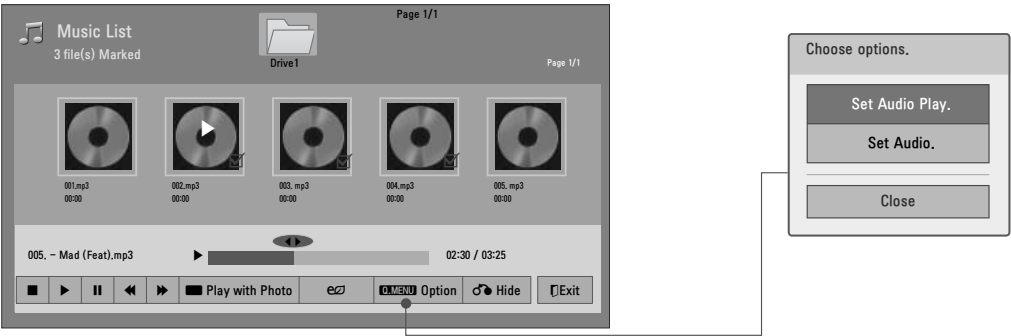 Page 1/1
Music List
3 file(s) Marked
Drive1
Page 1/1
001.mp3
002.mp3
003. mp3
004.mp3
005. mp3
00:00
00:00
00:00
00:00
00:00
005. - Mad (Feat).mp3
02:30 / 03:25
Play with Photo
e
Q.MENU Option
Hide
Exit
Choose options.
Set Audio Play.
Set Audio.
Close